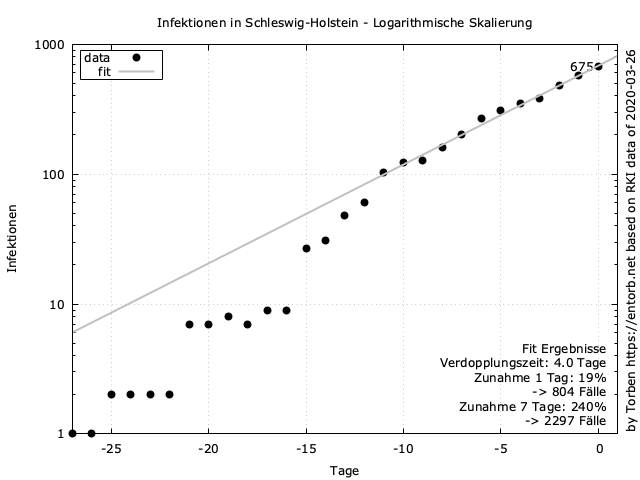 Infektionen in Schleswig-Holstein - Logarithmische Skalierung
1000
data
fit
675
100
10
1
Infektionen
Fit Ergebnisse
Verdopplungszeit: 4.0 Tage
Zunahme 1 Tag: 19%
-> 804 Fälle
Zunahme 7 Tage: 240%
-> 2297 Fälle
-25
-20
-15
-10
-5
0
Tage
by Torben https://entorb.net based on RKI data of 2020-03-26